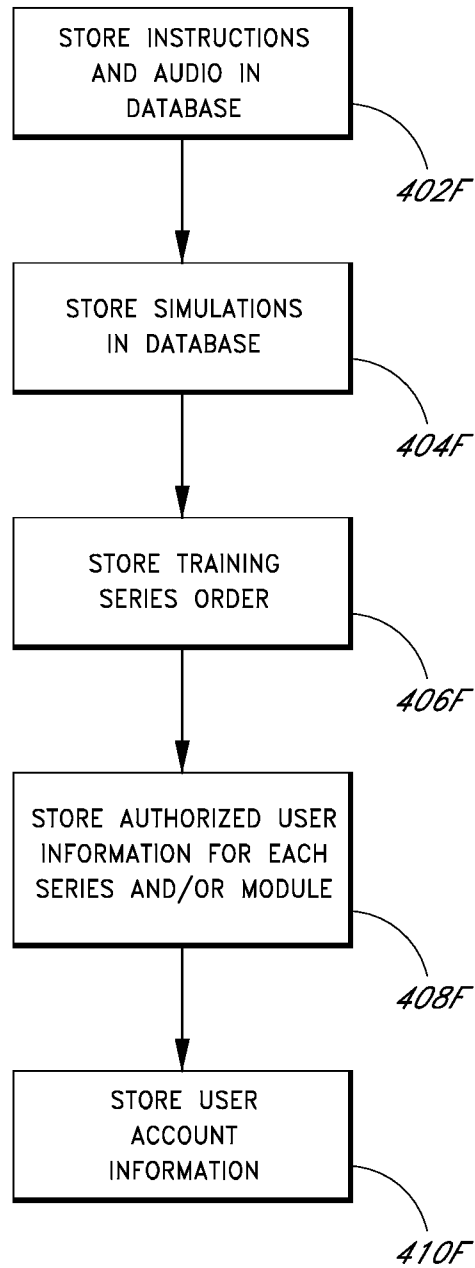 STORE INSTRUCTIONS
AND AUDIO IN
DATABASE
402F
STORE SIMULATIONS
IN DATABASE
404F
STORE TRAINING
SERIES ORDER
406F
STORE AUTHORIZED USER
INFORMATION FOR EACH
SERIES AND/OR MODULE
408F
STORE USER
ACCOUNT
INFORMATION
410F